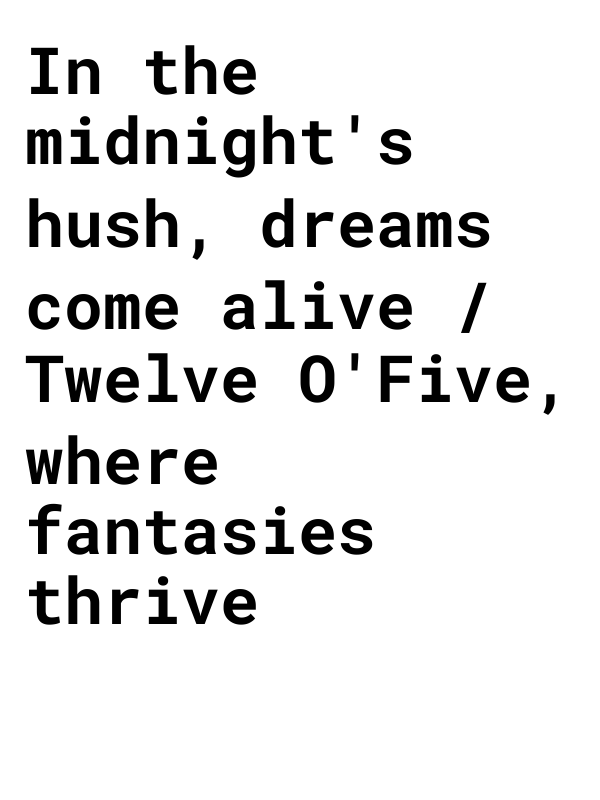 In the
midnight's
hush, dreams
come alive /
Twelve O'Five,
where
fantasies
thrive